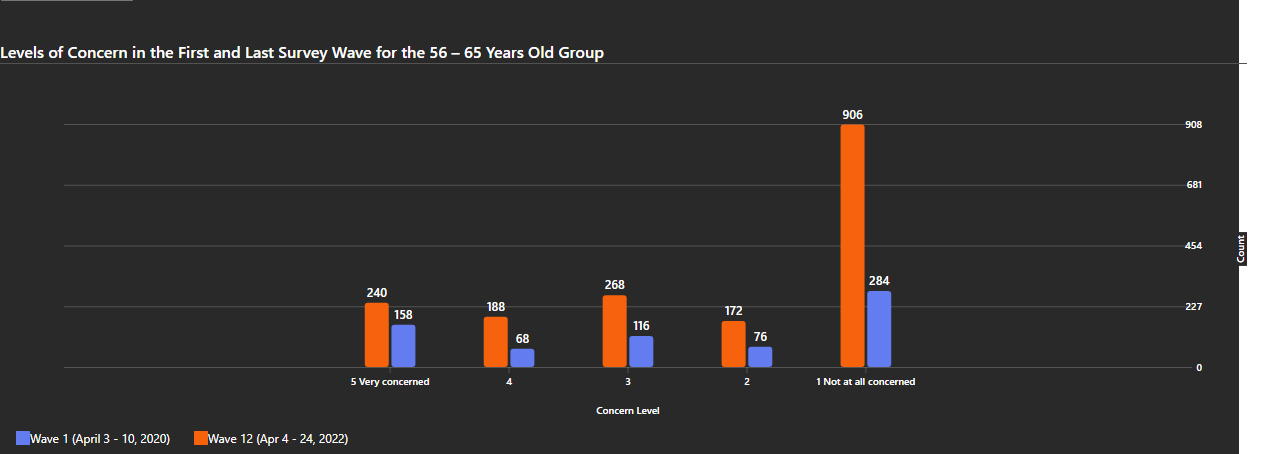 Levels of Concern in the First and Last Survey Wave for the 56 – 65 Years Old Group
906
908
681
Count
454
284
268
240
227
188
172
158
116
76
68
0
5 Very concerned
4
3
2
1 Not at all concerned
Concern Level
Wave 1 (April 3 - 10, 2020)
Wave 12 (Apr 4 - 24, 2022)